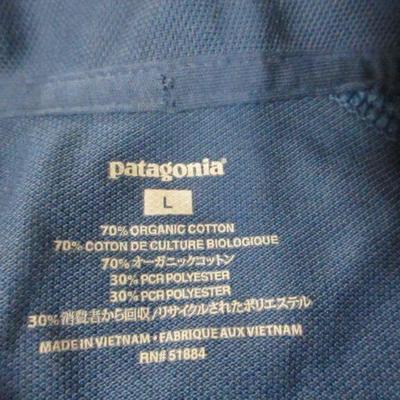 patagonia®
L
70% ORGANIC COTTON
70% COTON DE CULTURE BIOLOGIQUE
70% オーガニックコットン
30% PCR POLYESTER
30% PCR POLYESTER
30% 消費者から回収/リサイクルされたポリエステル
MADE IN VIETNAM • FABRIQUE AUX VIETNAM
RN# 51884